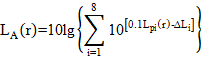 L_A(r)=10lg{∑_{i=1}^{8} 10^{[0.1L_{pi}(r)-ΔL_i]}}